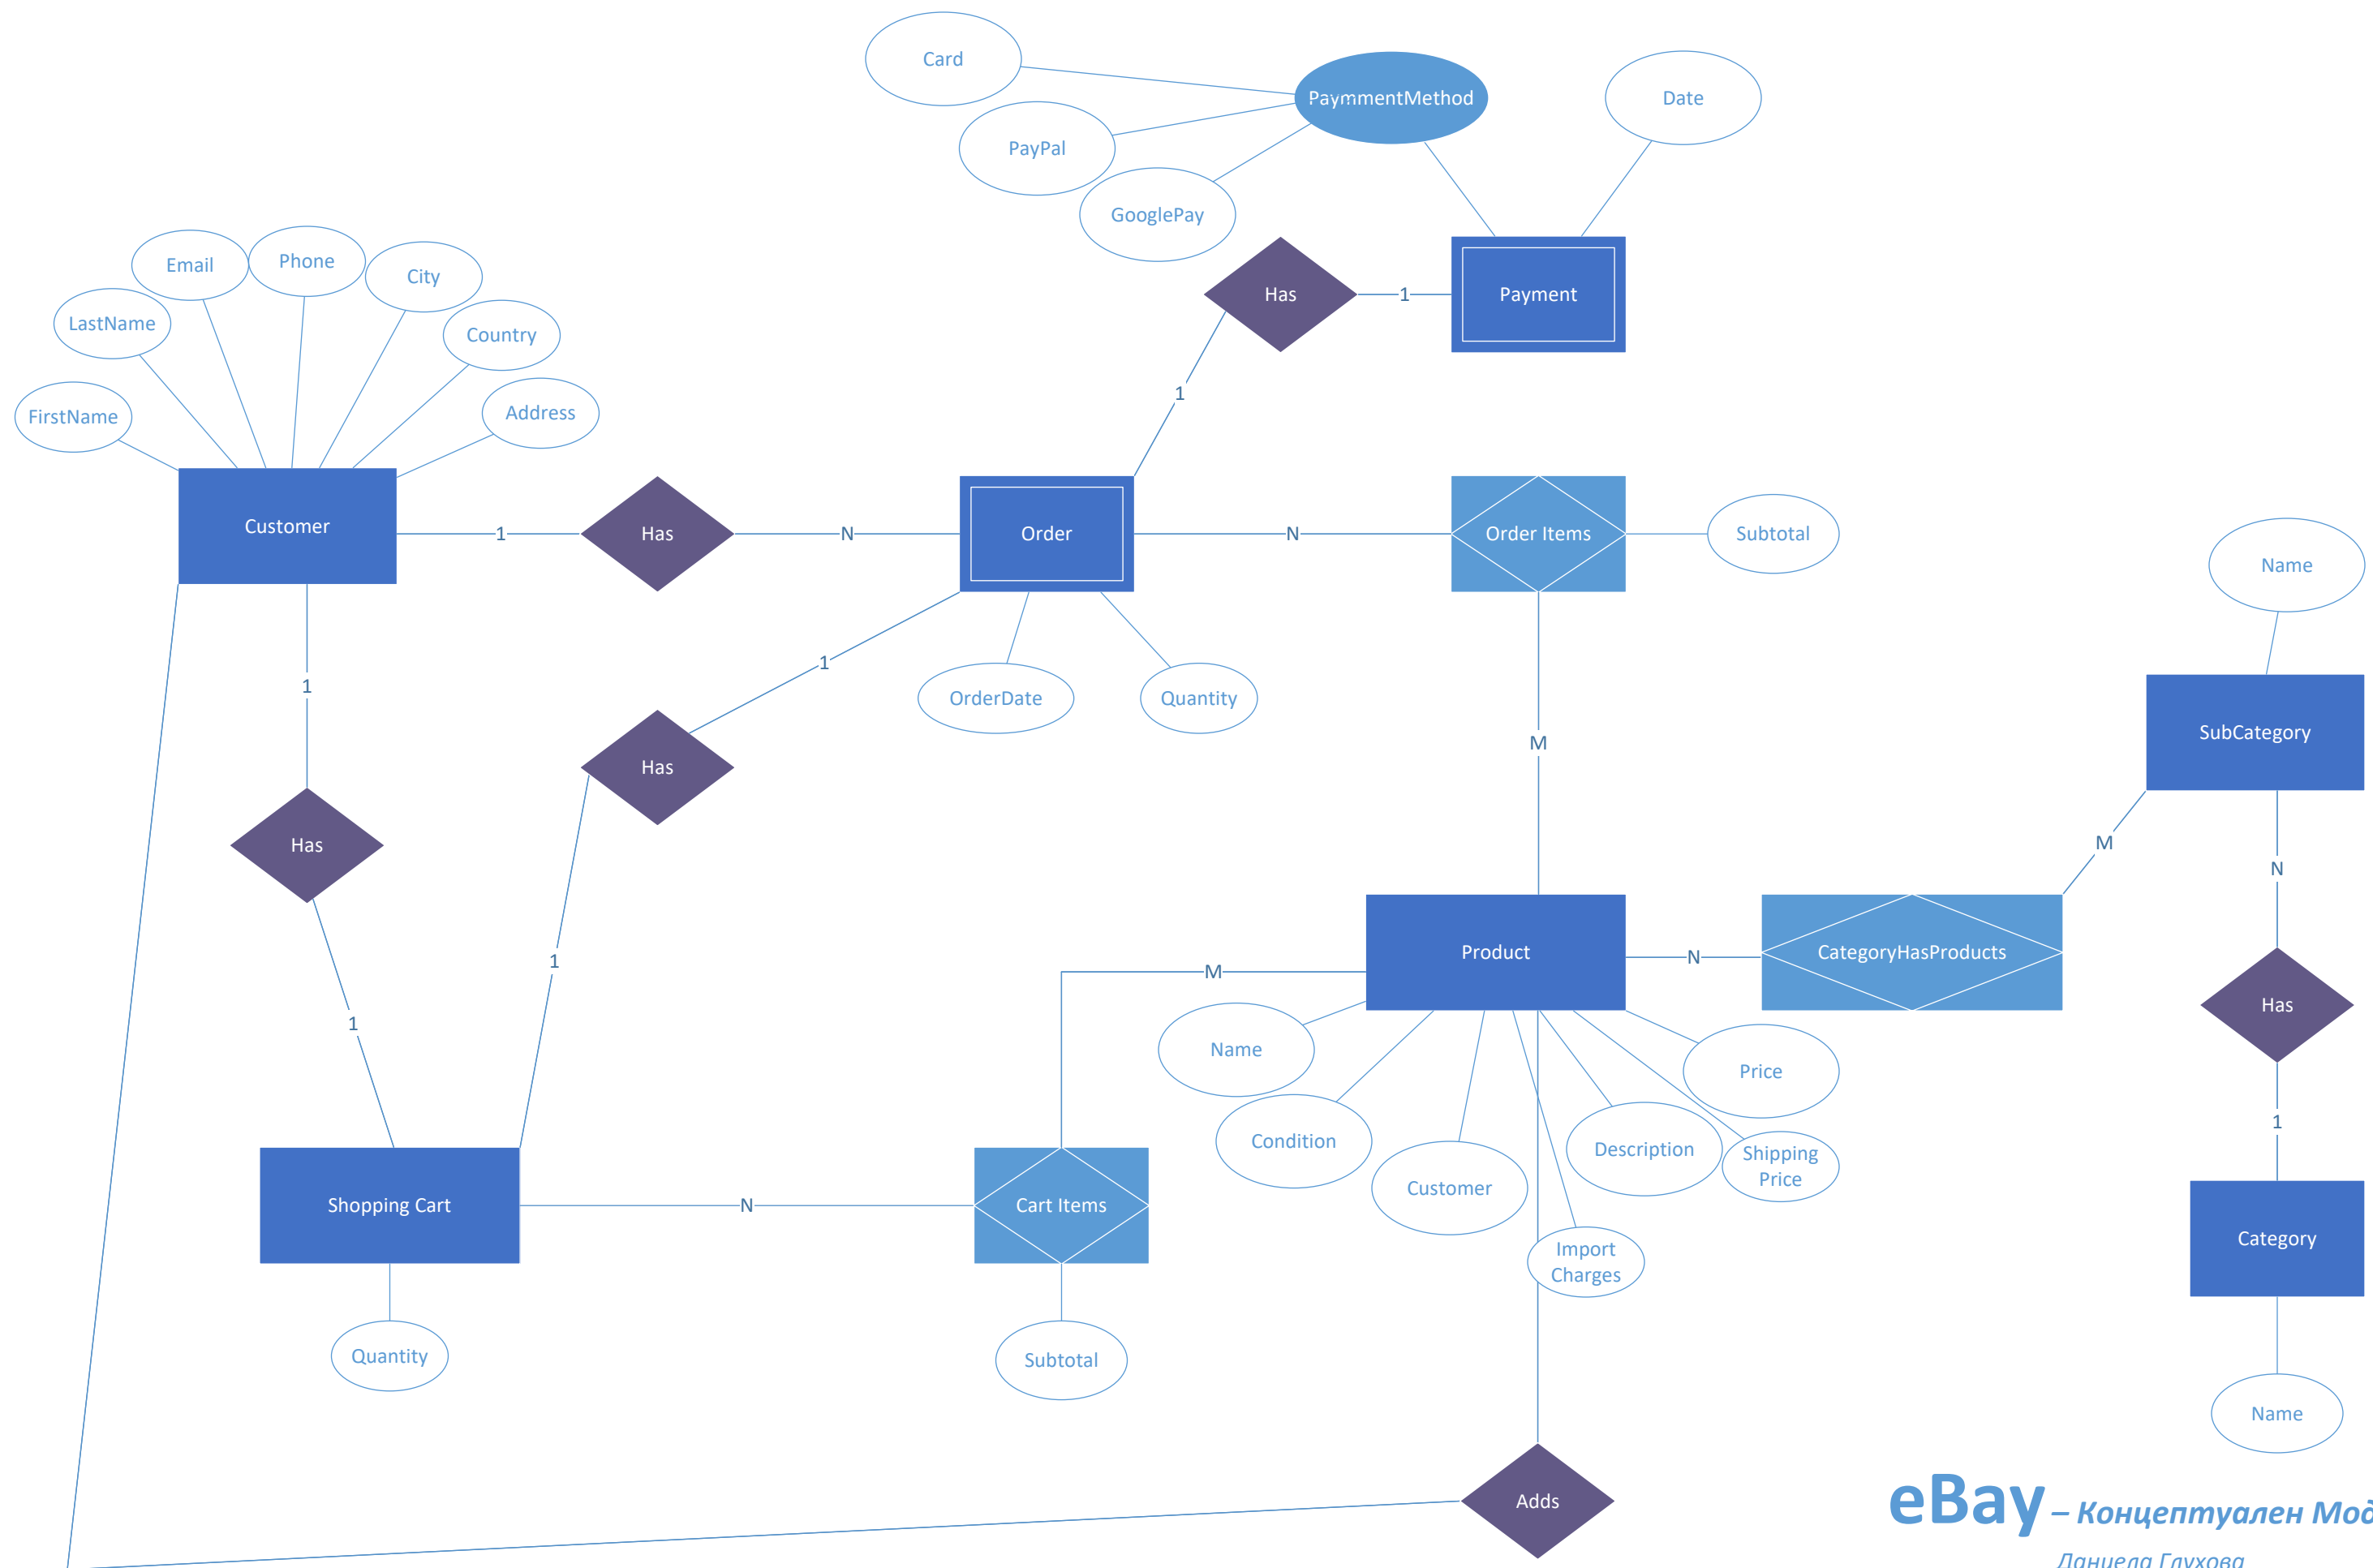 Card
PaymmentMethod
Date
PayPal
GooglePay
Email
Phone
City
LastName
Country
FirstName
Address
Has
1
Payment
1
Customer
1
Has
N
Order
N
Order Items
Subtotal
Name
1
1
OrderDate
Quantity
M
SubCategory
Has
Has
M
N
1
1
M
Product
N
CategoryHasProducts
Has
Name
Price
Condition
Description
Shipping
Price
Customer
1
Shopping Cart
N
Cart Items
Import
Charges
Category
Quantity
Subtotal
Name
Adds
eBay – Концептуален Мод
Даниела Глухова